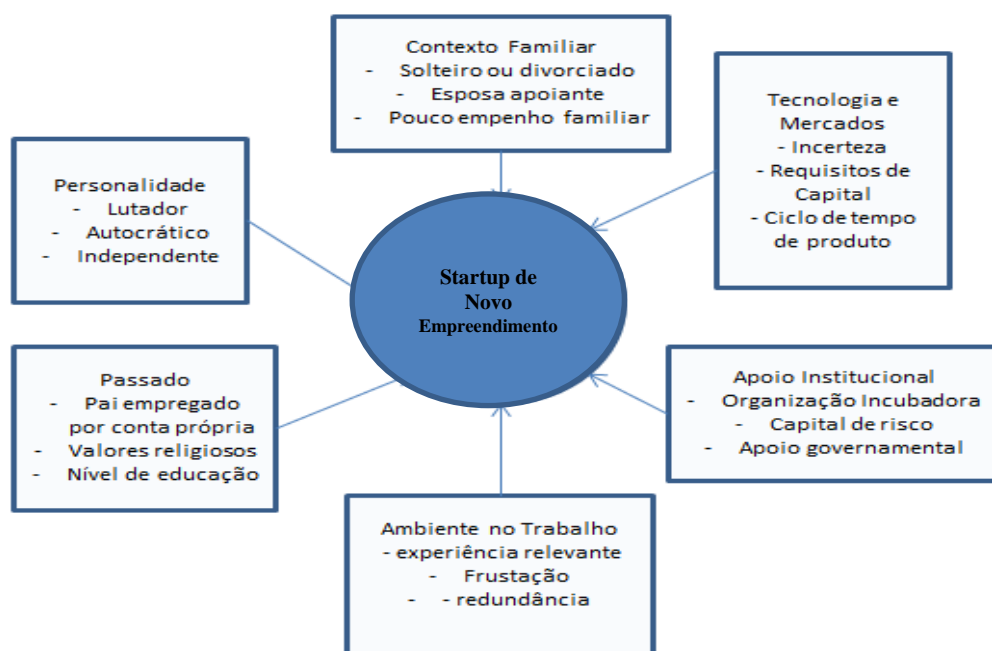 Contexto Familiar
- Solteiro ou divorciado
- Esposa apoiante
- Pouco empenho familiar
Tecnologia e
Mercados
- Incerteza
- Requisitos de
Capital
- Ciclo de tempo
de produto
Personalidade
- Lutador
- Autocrático
- Independente
Startup de
Novo
Empreendimento
Passado
- Pai empregado
por conta própria
- Valores religiosos
- Nível de educação
Apoio Institucional
- Organização Incubadora
- Capital de risco
- Apoio governamental
Ambiente no Trabalho
- experiência relevante
- Frustação
- - redundância